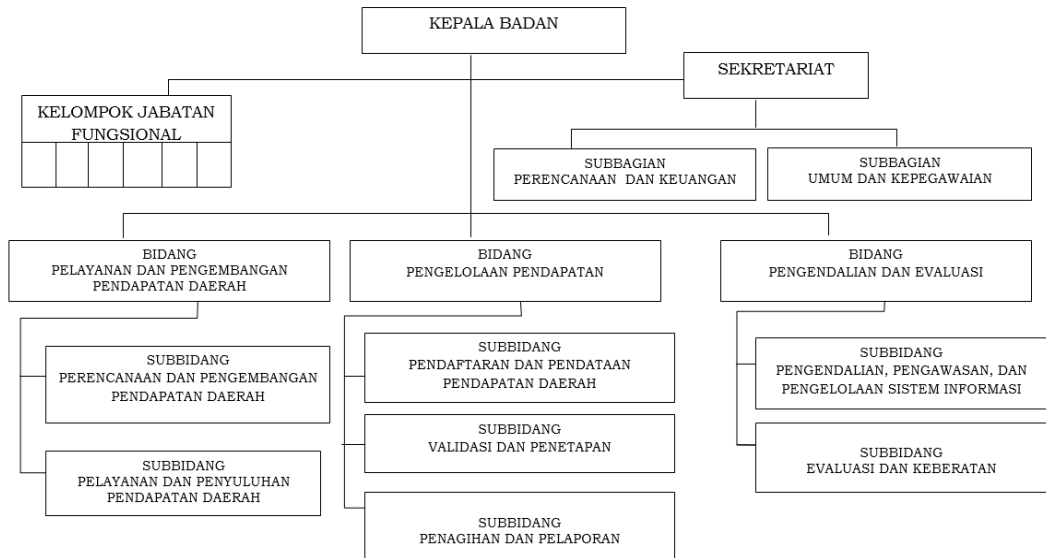 KEPALA BADAN
SEKRETARIAT
KELOMPOK JABATAN
FUNGSIONAL
SUBBAGIAN
PERENCANAAN DAN KEUANGAN
SUBBAGIAN
UMUM DAN KEPEGAWAIAN
BIDANG
PELAYANAN DAN PENGEMBANGAN
PENDAPATAN DAERAH
BIDANG
PENGELOLAAN PENDAPATAN
BIDANG
PENGENDALIAN DAN EVALUASI
SUBBIDANG
PERENCANAAN DAN PENGEMBANGAN
PENDAPATAN DAERAH
SUBBIDANG
PELAYANAN DAN PENYULUHAN
PENDAPATAN DAERAH
SUBBIDANG
PENDAFTARAN DAN PENDATAAN
PENDAPATAN DAERAH
SUBBIDANG
VALIDASI DAN PENETAPAN
SUBBIDANG
PENAGIHAN DAN PELAPORAN
SUBBIDANG
PENGENDALIAN, PENGAWASAN, DAN
PENGELOLAAN SISTEM INFORMASI
SUBBIDANG
EVALUASI DAN KEBERATAN